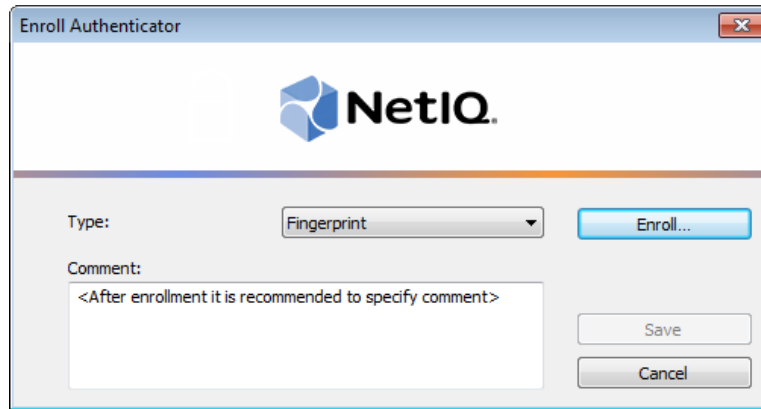 Enroll Authenticator
NetIQ.
Type:
Fingerprint
Enroll...
Comment:
<After enrollment it is recommended to specify comment>
Save
Cancel